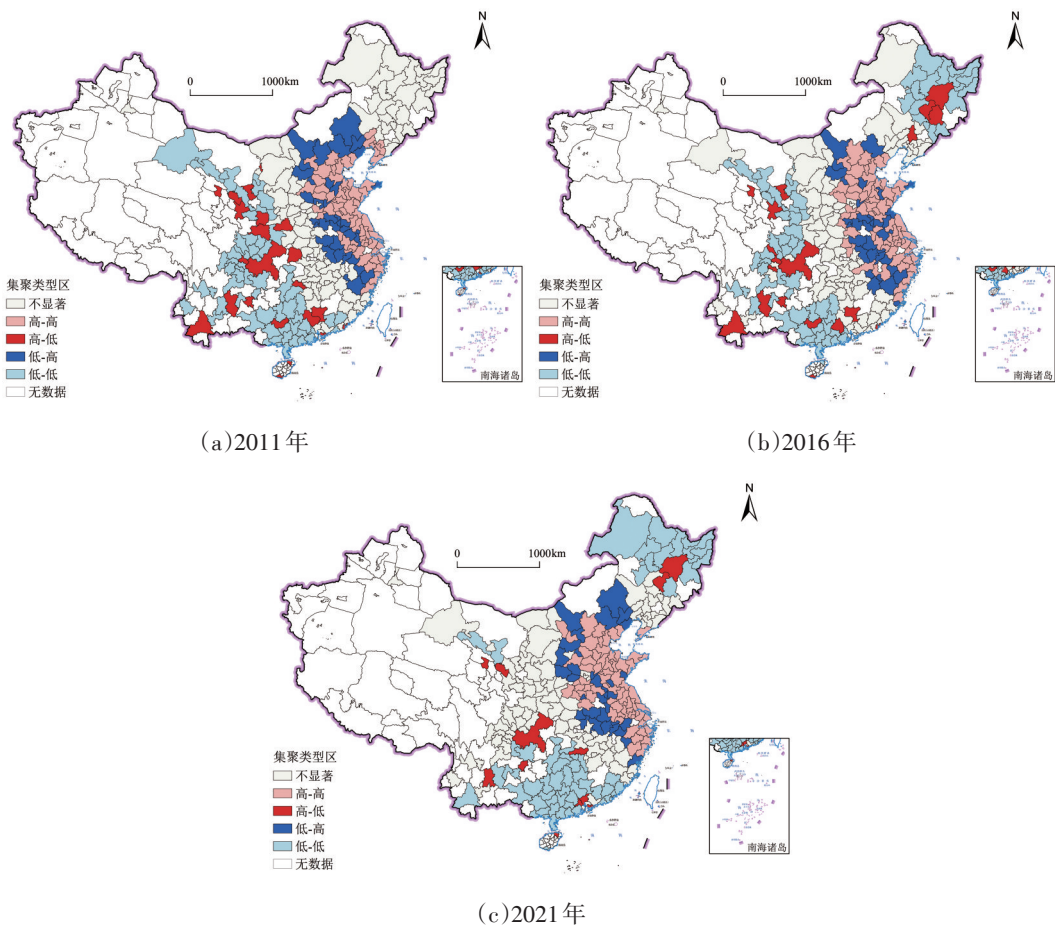 N
0 1000km
集聚类型区
不显著
高-高
高-低
低-高
低-低
无数据
南海诸岛
(a)2011年
N
0 1000km
集聚类型区
不显著
高-高
高-低
低-高
低-低
无数据
南海诸岛
(b)2016年
N
0 1000km
集聚类型区
不显著
高-高
高-低
低-高
低-低
无数据
南海诸岛
(c)2021年